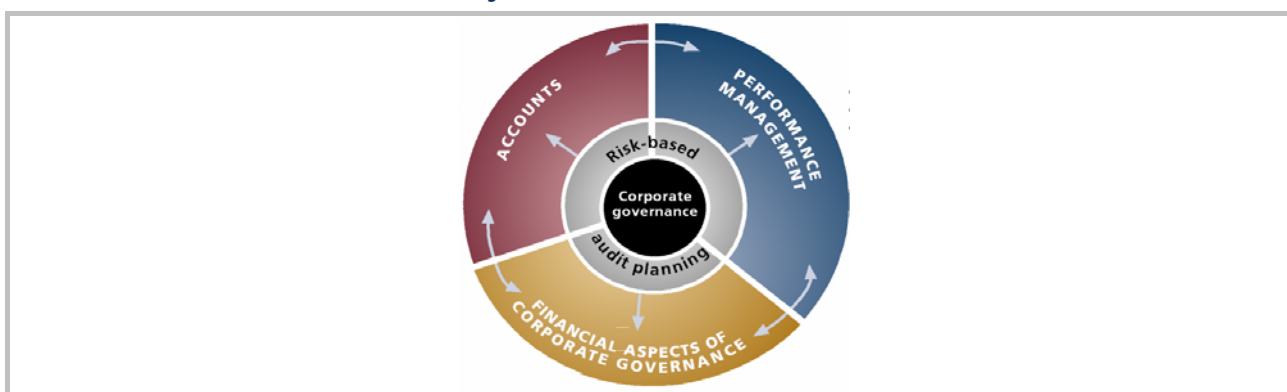 ACCOUNTS
PERFORMANCE
MANAGEMENT
Risk-based
Corporate
governance
audit planning
FINANCIAL ASPECTS OF
CORPORATE GOVERNANCE